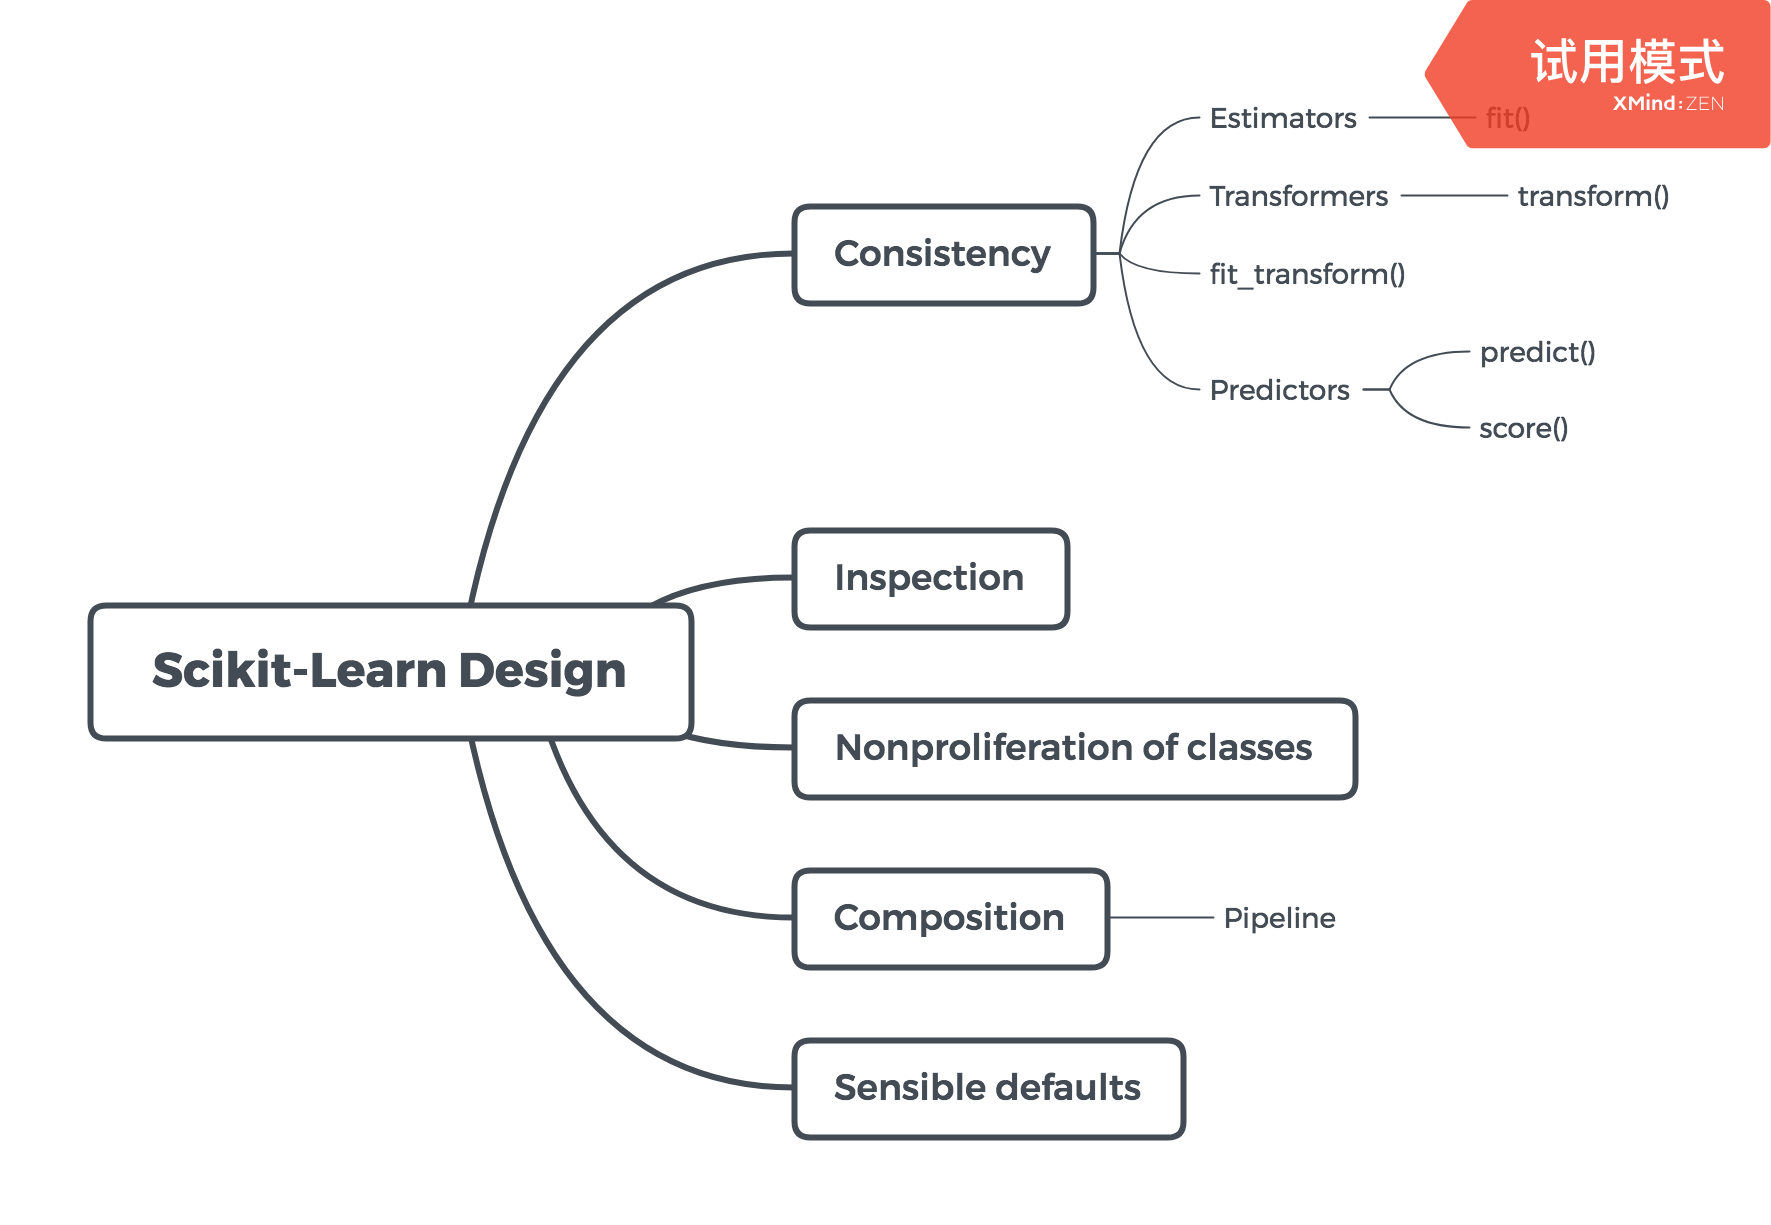 试用模式
XMind:ZEN
Estimators
fit()
Transformers
transform()
Consistency
fit_transform()
predict()
Predictors
score()
Inspection
Scikit-Learn Design
Nonproliferation of classes
Composition
Pipeline
Sensible defaults